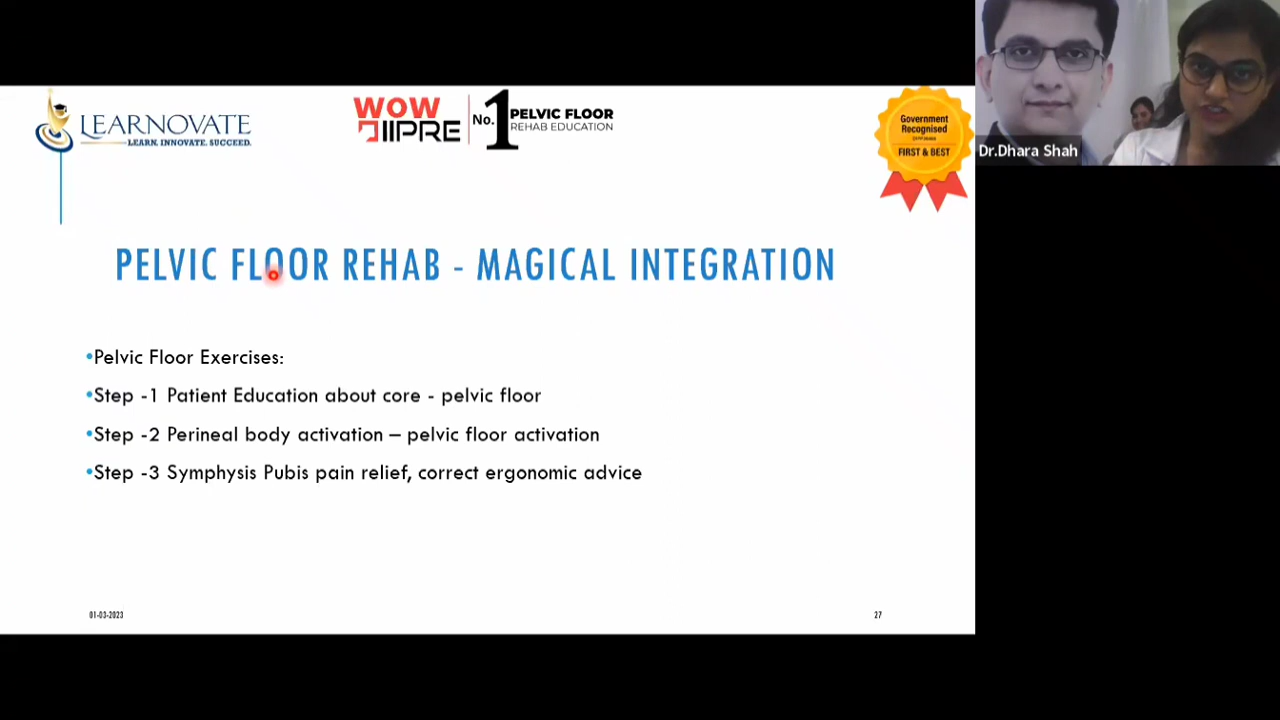 LEARNOVATE
LEARN. INNOVATE. SUCCEED.
WOW
IIPRE
No.1 PELVIC FLOOR
REHAB EDUCATION
Government
Recognised
FIRST & BEST
Dr.Dhara Shah
PELVIC FLOOR REHAB - MAGICAL INTEGRATION
•Pelvic Floor Exercises:
•Step -1 Patient Education about core - pelvic floor
•Step -2 Perineal body activation – pelvic floor activation
•Step -3 Symphysis Pubis pain relief, correct ergonomic advice
01-03-2023
27